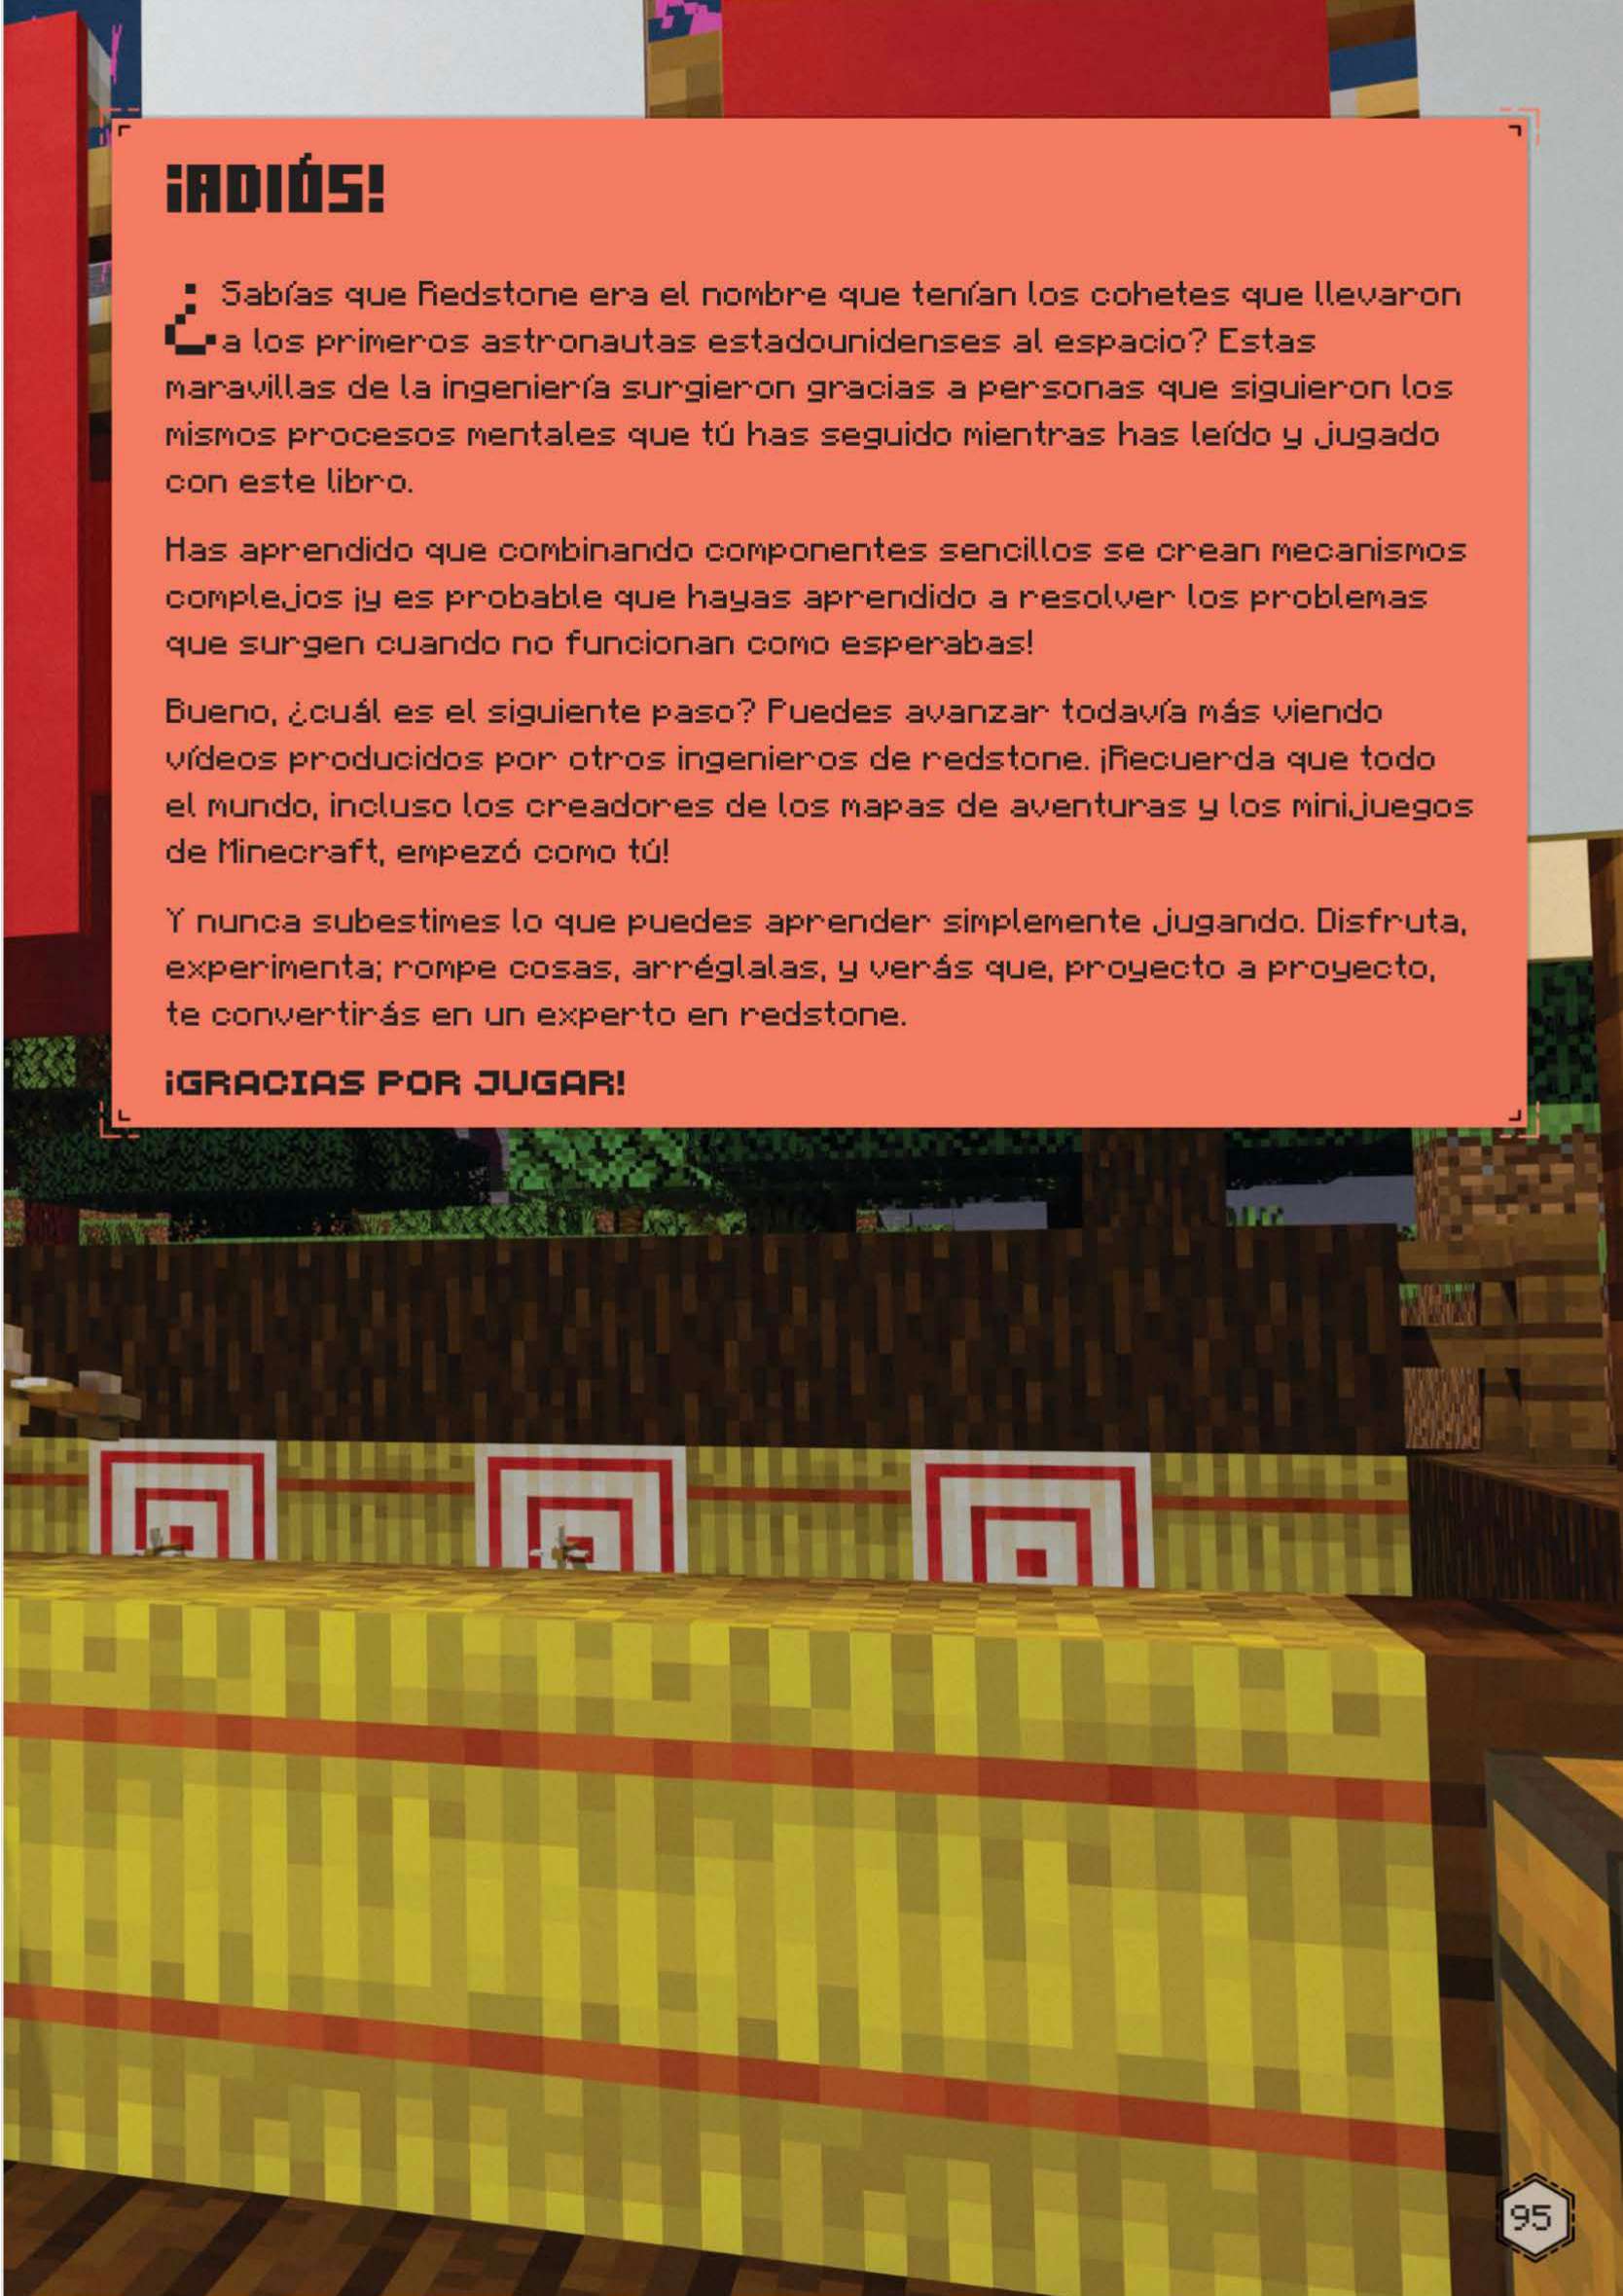 ¡ADIÓS!
¿Sabías que Redstone era el nombre que tenían los cohetes que llevaron
a los primeros astronautas estadounidenses al espacio? Estas
maravillas de la ingeniería surgieron gracias a personas que siguieron los
mismos procesos mentales que tú has seguido mientras has leído y jugado
con este libro.
Has aprendido que combinando componentes sencillos se crean mecanismos
complejos ¡y es probable que hayas aprendido a resolver los problemas
que surgen cuando no funcionan como esperabas!
Bueno, ¿cuál es el siguiente paso? Puedes avanzar todavía más viendo
vídeos producidos por otros ingenieros de redstone. ¡Recuerda que todo
el mundo, incluso los creadores de los mapas de aventuras y los minijuegos
de Minecraft, empezó como tú!
Y nunca subestimes lo que puedes aprender simplemente jugando. Disfruta,
experimenta; rompe cosas, arréglalas, y verás que, proyecto a proyecto,
te convertirás en un experto en redstone.
¡GRACIAS POR JUGAR!
95